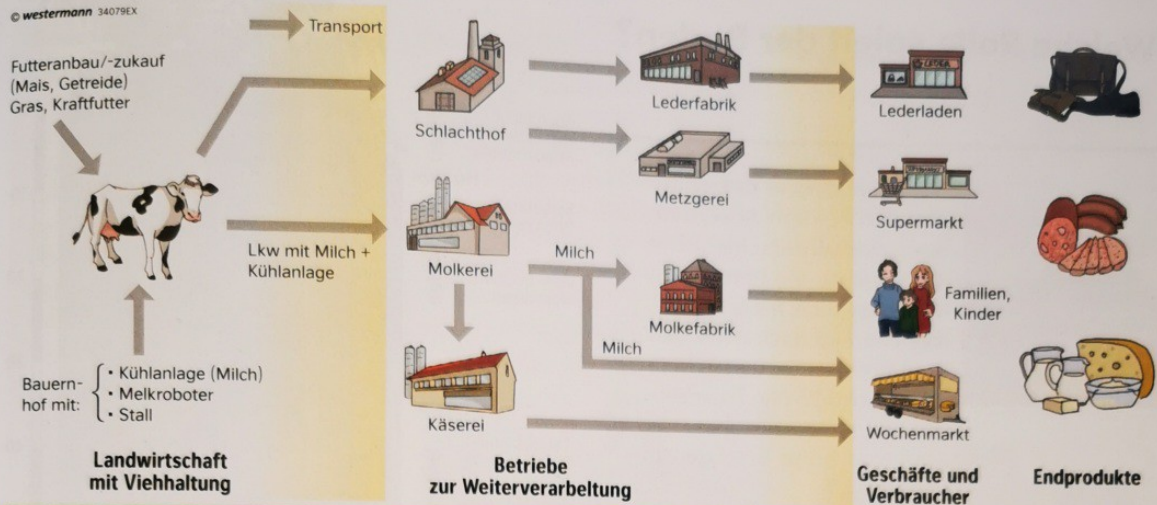 © westermann 34079EX
Transport
Futteranbau/-zukauf
(Mais, Getreide)
Gras, Kraftfutter
Schlachthof
Lederfabrik
Lederladen
Metzgerei
Supermarkt
Lkw mit Milch +
Kühlanlage
Molkerei
Milch
Molkefabrik
Familien,
Kinder
Milch
Bauern-
hof mit:
• Kühlanlage (Milch)
• Melkroboter
• Stall
Käserei
Wochenmarkt
Landwirtschaft
mit Viehhaltung
Betriebe
zur Weiterverarbeitung
Geschäfte und
Verbraucher
Endprodukte